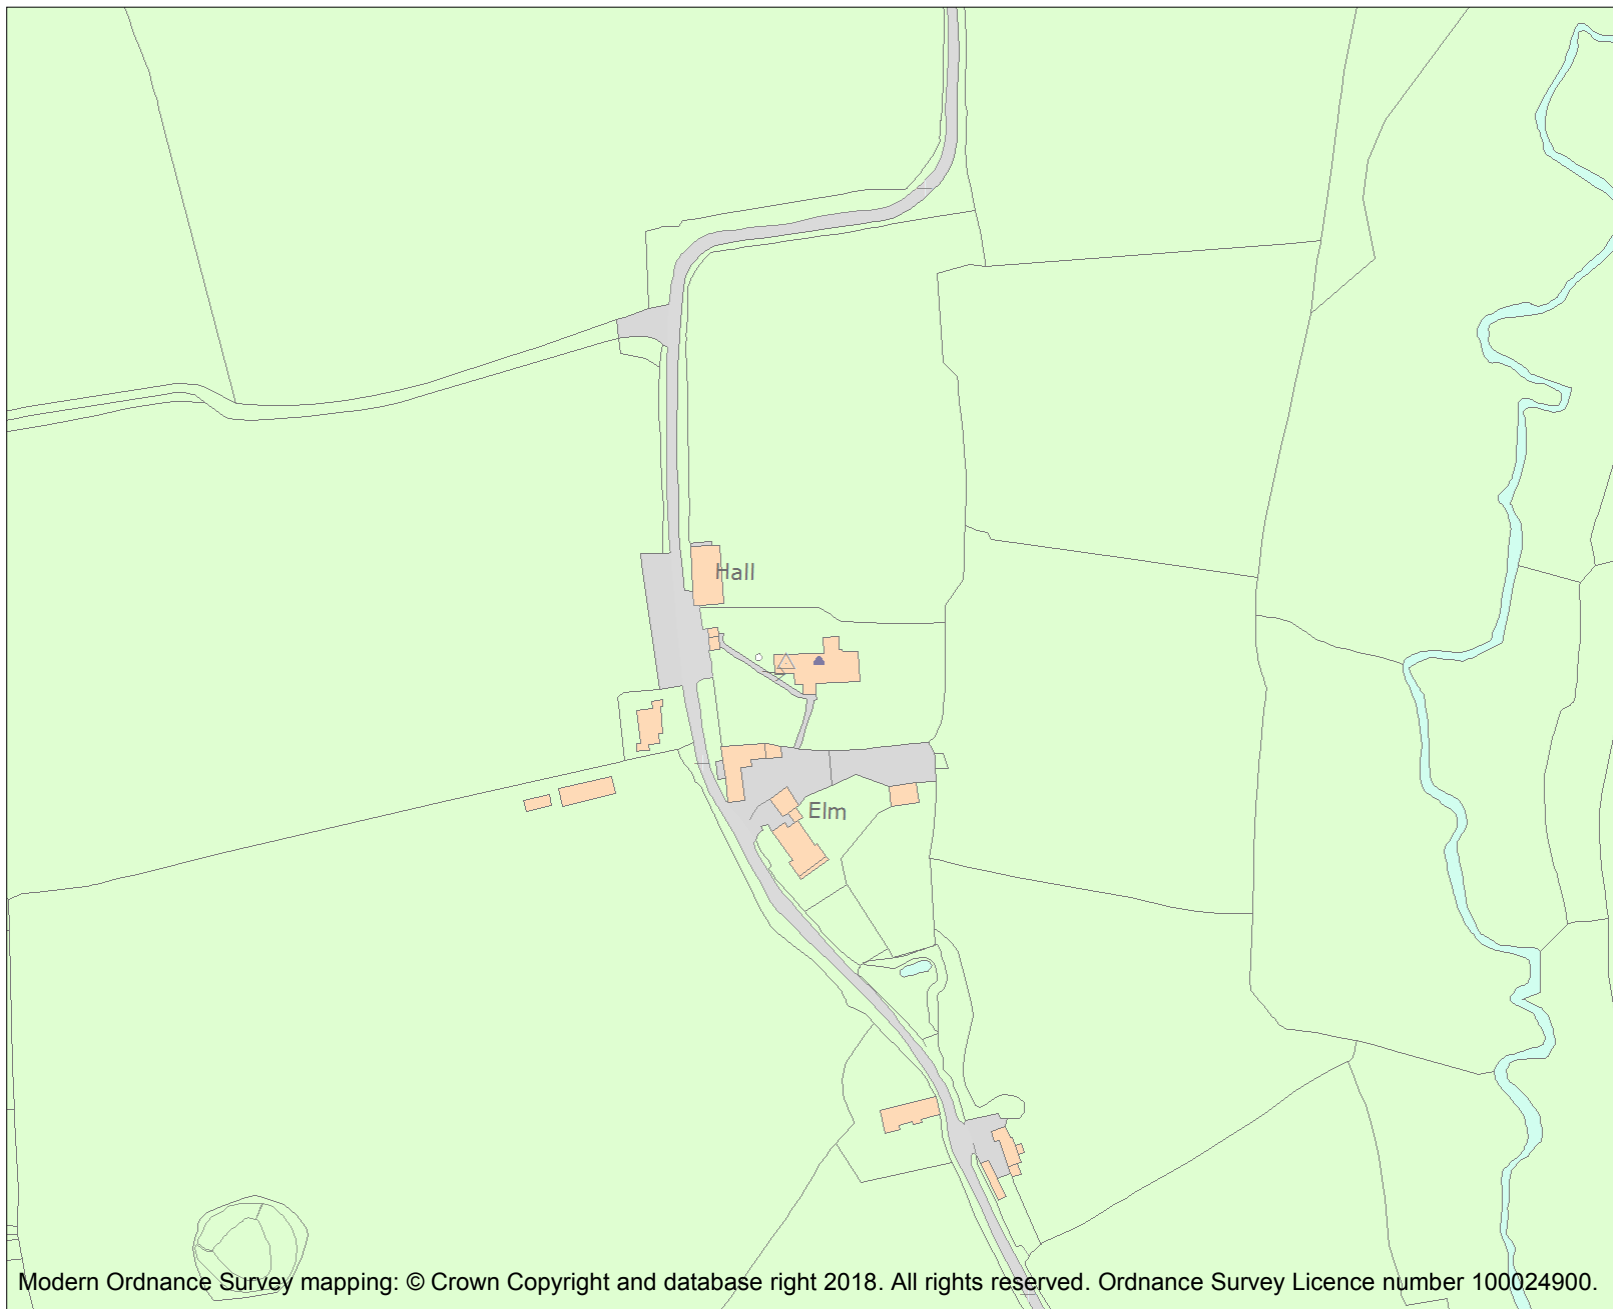 Hall
Elm
Modern Ordnance Survey mapping: © Crown Copyright and database right 2018. All rights reserved. Ordnance Survey Licence number 100024900.